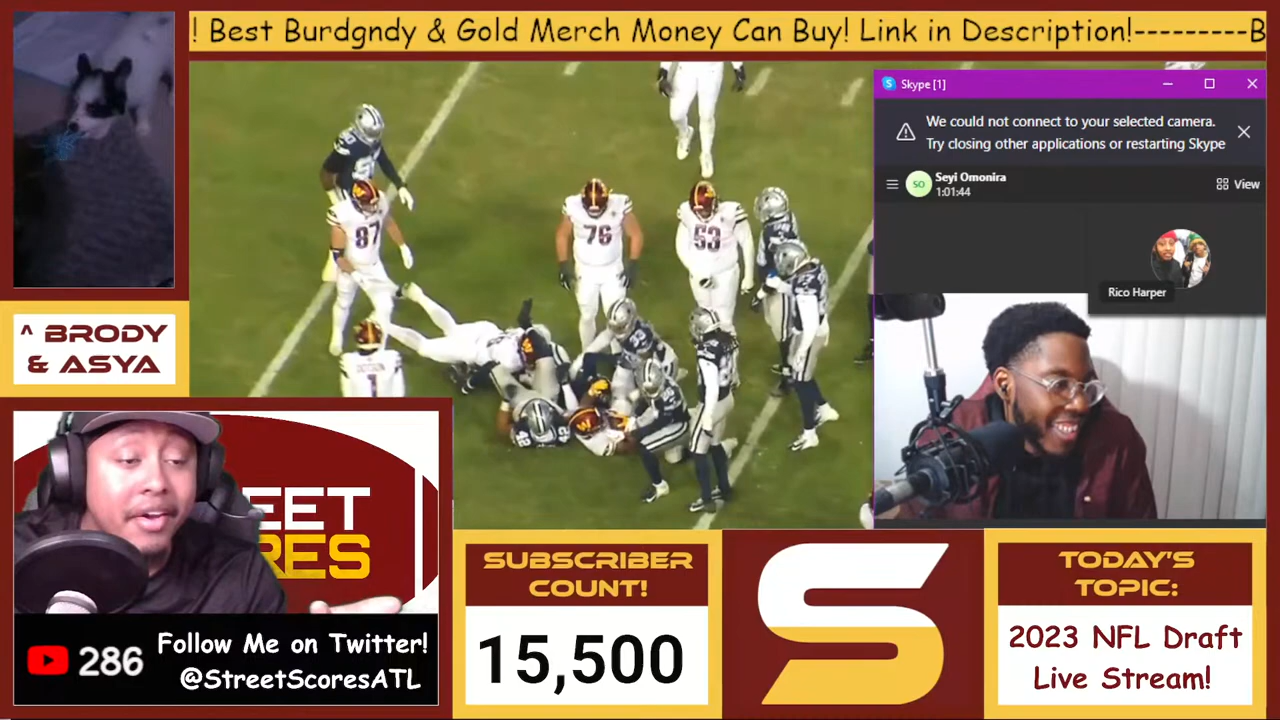 ! Best Burdgndy & Gold Merch Money Can Buy! Link in Description!---------B
Skype [1]
We could not connect to your selected camera.
Try closing other applications or restarting Skype
SO
Seyi Omonira
1:01:44
View
Rico Harper
87
76
53
1
42
^ BRODY
& ASYA
EET
RES
286
Follow Me on Twitter!
@StreetScoresATL
SUBSCRIBER
COUNT!
15,500
S
TODAY'S
TOPIC:
2023 NFL Draft
Live Stream!